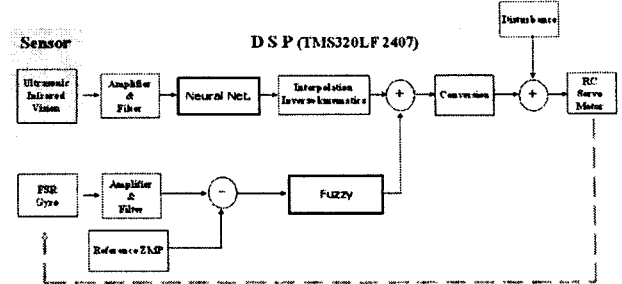 Disturbance
Sensor
D S P (TMS320LF 2407)
Ultrasonic
Infrared
Vision
Amplifier
&
Filter
Neural Net.
Interpolation
Inverse kinematics
+
Conversion
+
RC
Servo
Motor
FSR
Gyro
Amplifier
&
Filter
-
Fuzzy
Reference ZMP